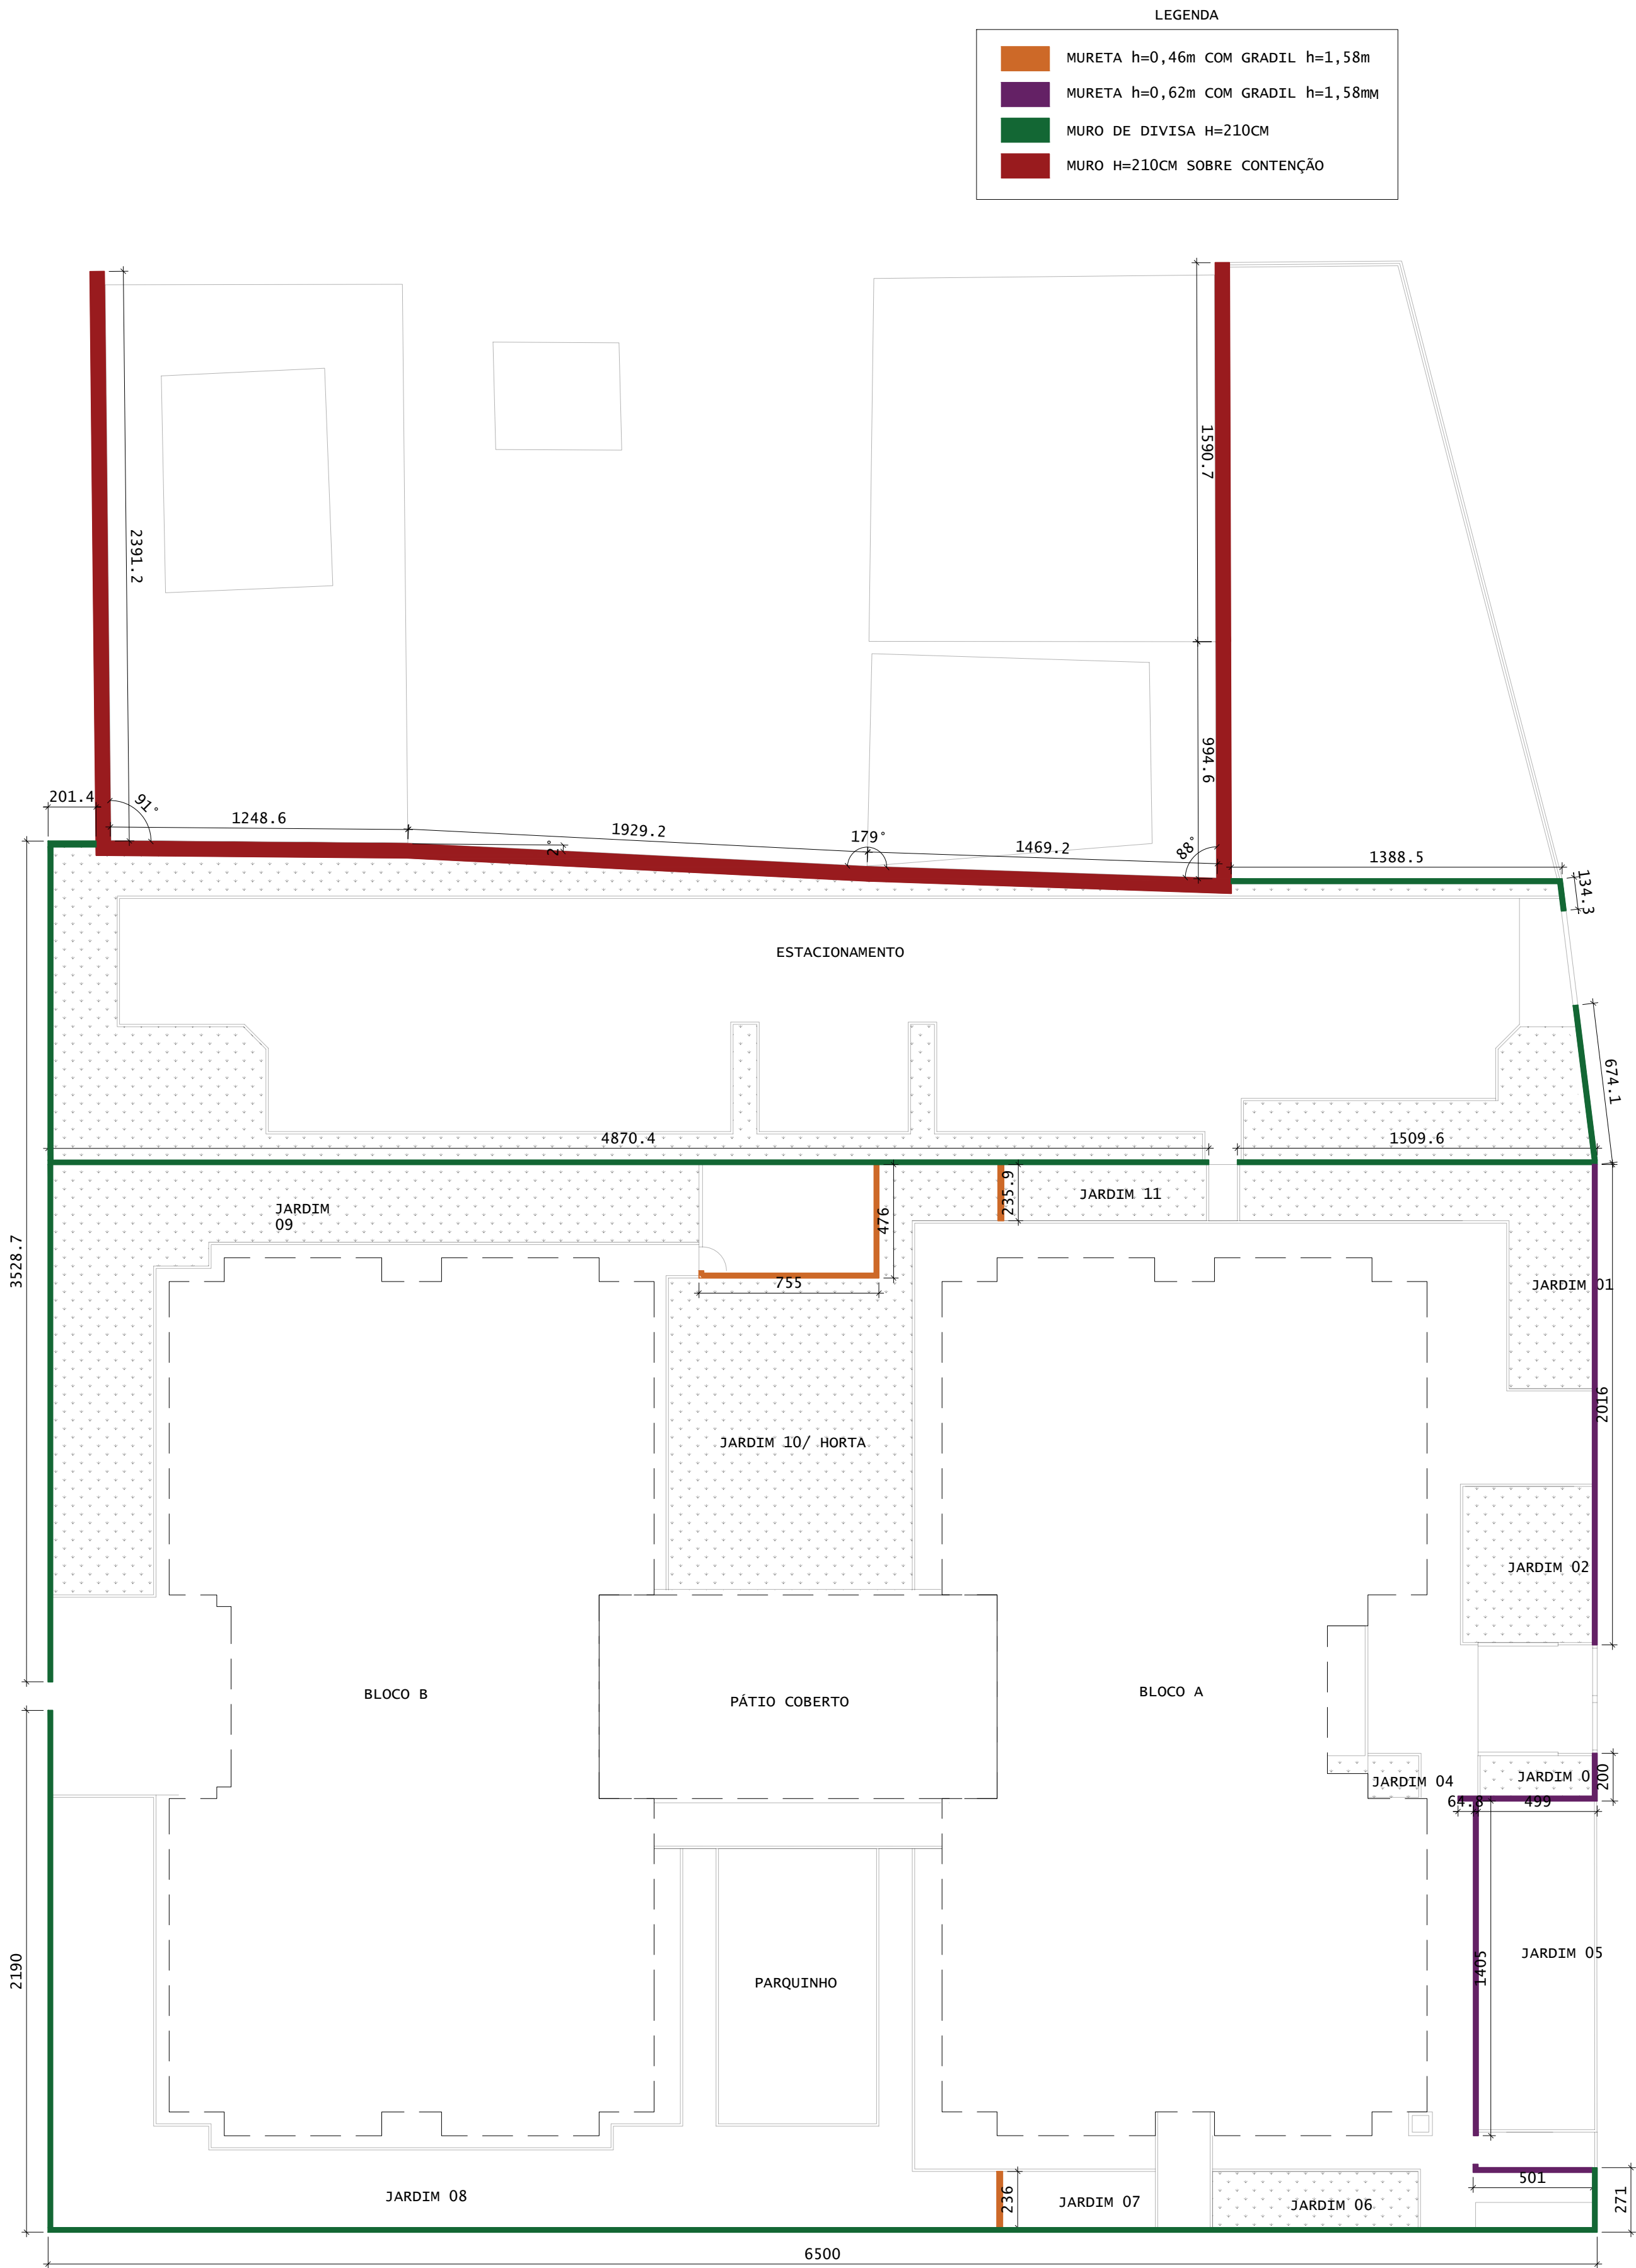 LEGENDA
MURETA h=0,46m COM GRADIL h=1,58m
MURETA h=0,62m COM GRADIL h=1,58mM
MURO DE DIVISA H=210CM
MURO H=210CM SOBRE CONTENÇÃO
1590.7
2391.2
994.6
201.4
91°
1248.6
1929.2
2°
179°
1469.2
88°
1388.5
134.3
ESTACIONAMENTO
674.1
4870.4
1509.6
JARDIM
09
476
235.9
JARDIM 11
3528.7
755
JARDIM 01
2016
JARDIM 10/ HORTA
JARDIM 02
BLOCO B
PÁTIO COBERTO
BLOCO A
JARDIM 04
JARDIM 0
200
64.8
499
2190
PARQUINHO
1405
JARDIM 05
JARDIM 08
236
JARDIM 07
JARDIM 06
501
271
6500